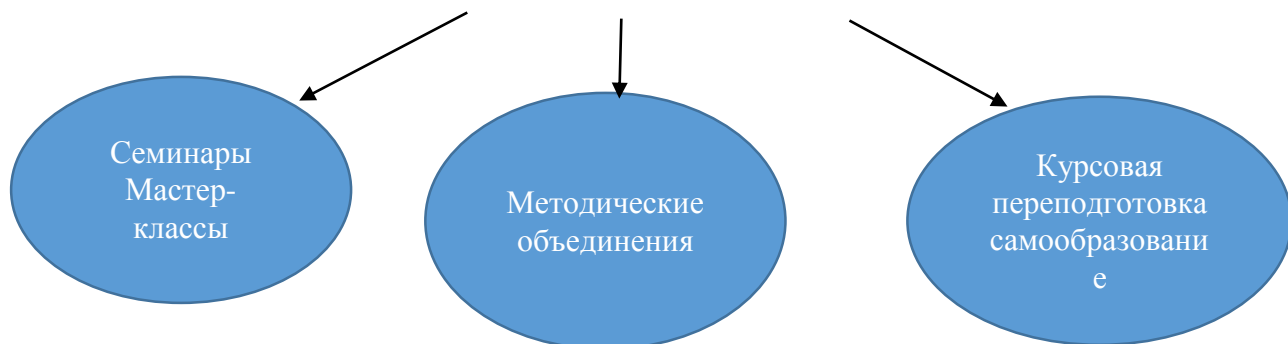 Семинары
Мастер-
классы
Методические
объединения
Курсовая
переподготовка
самообразовани
е